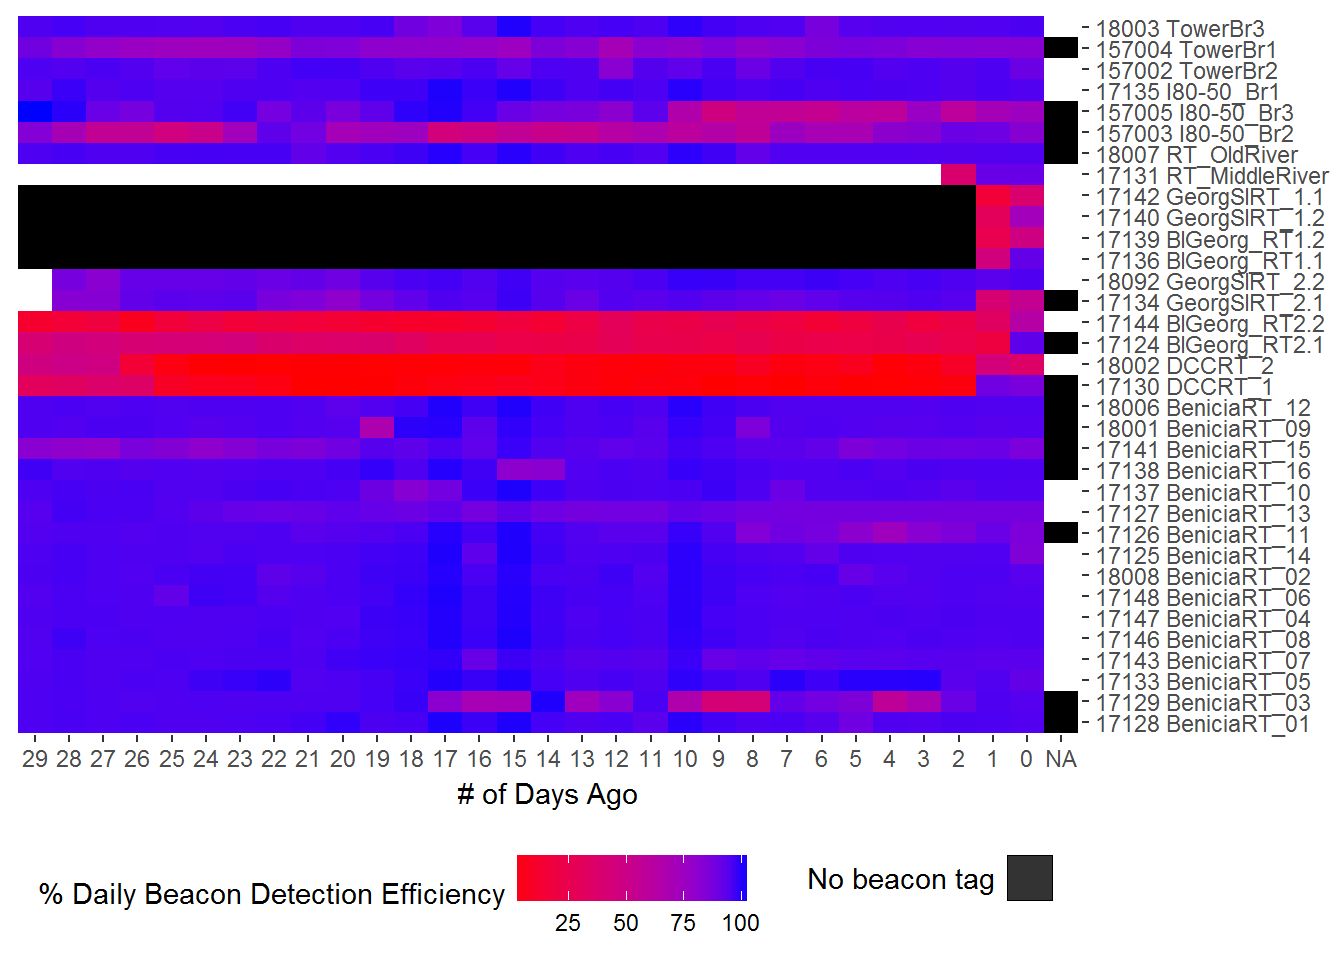 18003 TowerBr3
157004 TowerBr1
157002 TowerBr2
17135 I80-50_Br1
157005 I80-50_Br3
157003 I80-50_Br2
18007 RT_OldRiver
17131 RT_MiddleRiver
17142 GeorgSlRT_1.1
17140 GeorgSlRT_1.2
17139 BlGeorg_RT1.2
17136 BlGeorg_RT1.1
18092 GeorgSlRT_2.2
17134 GeorgSlRT_2.1
17144 BlGeorg_RT2.2
17124 BlGeorg_RT2.1
18002 DCCRT_2
17130 DCCRT_1
18006 BeniciaRT_12
18001 BeniciaRT_09
17141 BeniciaRT_15
17138 BeniciaRT_16
17137 BeniciaRT_10
17127 BeniciaRT_13
17126 BeniciaRT_11
17125 BeniciaRT_14
18008 BeniciaRT_02
17148 BeniciaRT_06
17147 BeniciaRT_04
17146 BeniciaRT_08
17143 BeniciaRT_07
17133 BeniciaRT_05
17129 BeniciaRT_03
17128 BeniciaRT_01
29 28 27 26 25 24 23 22 21 20 19 18 17 16 15 14 13 12 11 10 9 8 7 6 5 4 3 2 1 0 NA
# of Days Ago
% Daily Beacon Detection Efficiency
25 50 75 100
No beacon tag